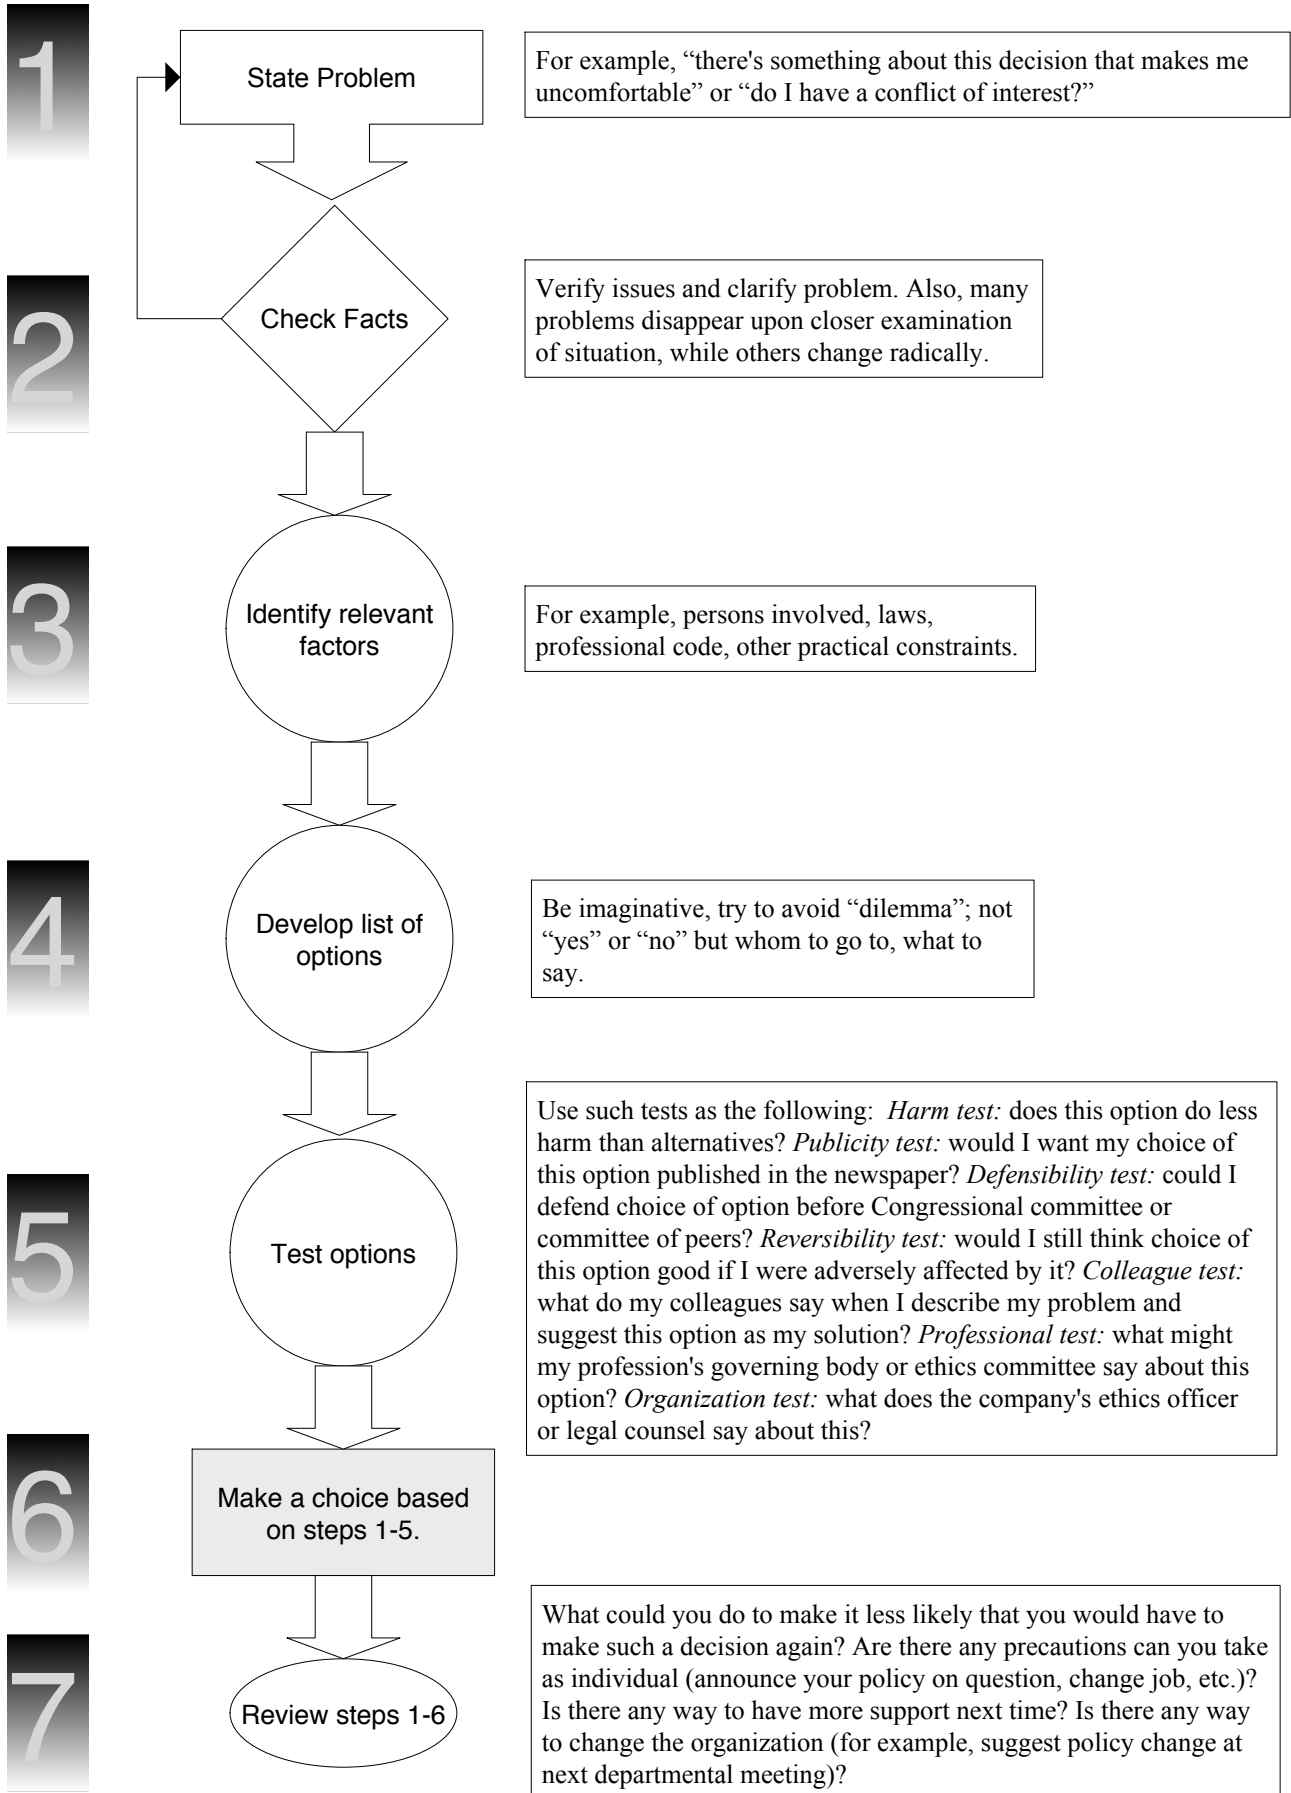 1
State Problem
For example, “there's something about this decision that makes me
uncomfortable” or “do I have a conflict of interest?”
2
Check Facts
Verify issues and clarify problem. Also, many
problems disappear upon closer examination
of situation, while others change radically.
3
Identify relevant
factors
For example, persons involved, laws,
professional code, other practical constraints.
4
Develop list of
options
Be imaginative, try to avoid “dilemma”; not
“yes” or “no” but whom to go to, what to
say.
5
Test options
Use such tests as the following: Harm test: does this option do less
harm than alternatives? Publicity test: would I want my choice of
this option published in the newspaper? Defensibility test: could I
defend choice of option before Congressional committee or
committee of peers? Reversibility test: would I still think choice of
this option good if I were adversely affected by it? Colleague test:
what do my colleagues say when I describe my problem and
suggest this option as my solution? Professional test: what might
my profession's governing body or ethics committee say about this
option? Organization test: what does the company's ethics officer
or legal counsel say about this?
6
Make a choice based
on steps 1-5.
7
Review steps 1-6
What could you do to make it less likely that you would have to
make such a decision again? Are there any precautions can you take
as individual (announce your policy on question, change job, etc.)?
Is there any way to have more support next time? Is there any way
to change the organization (for example, suggest policy change at
next departmental meeting)?